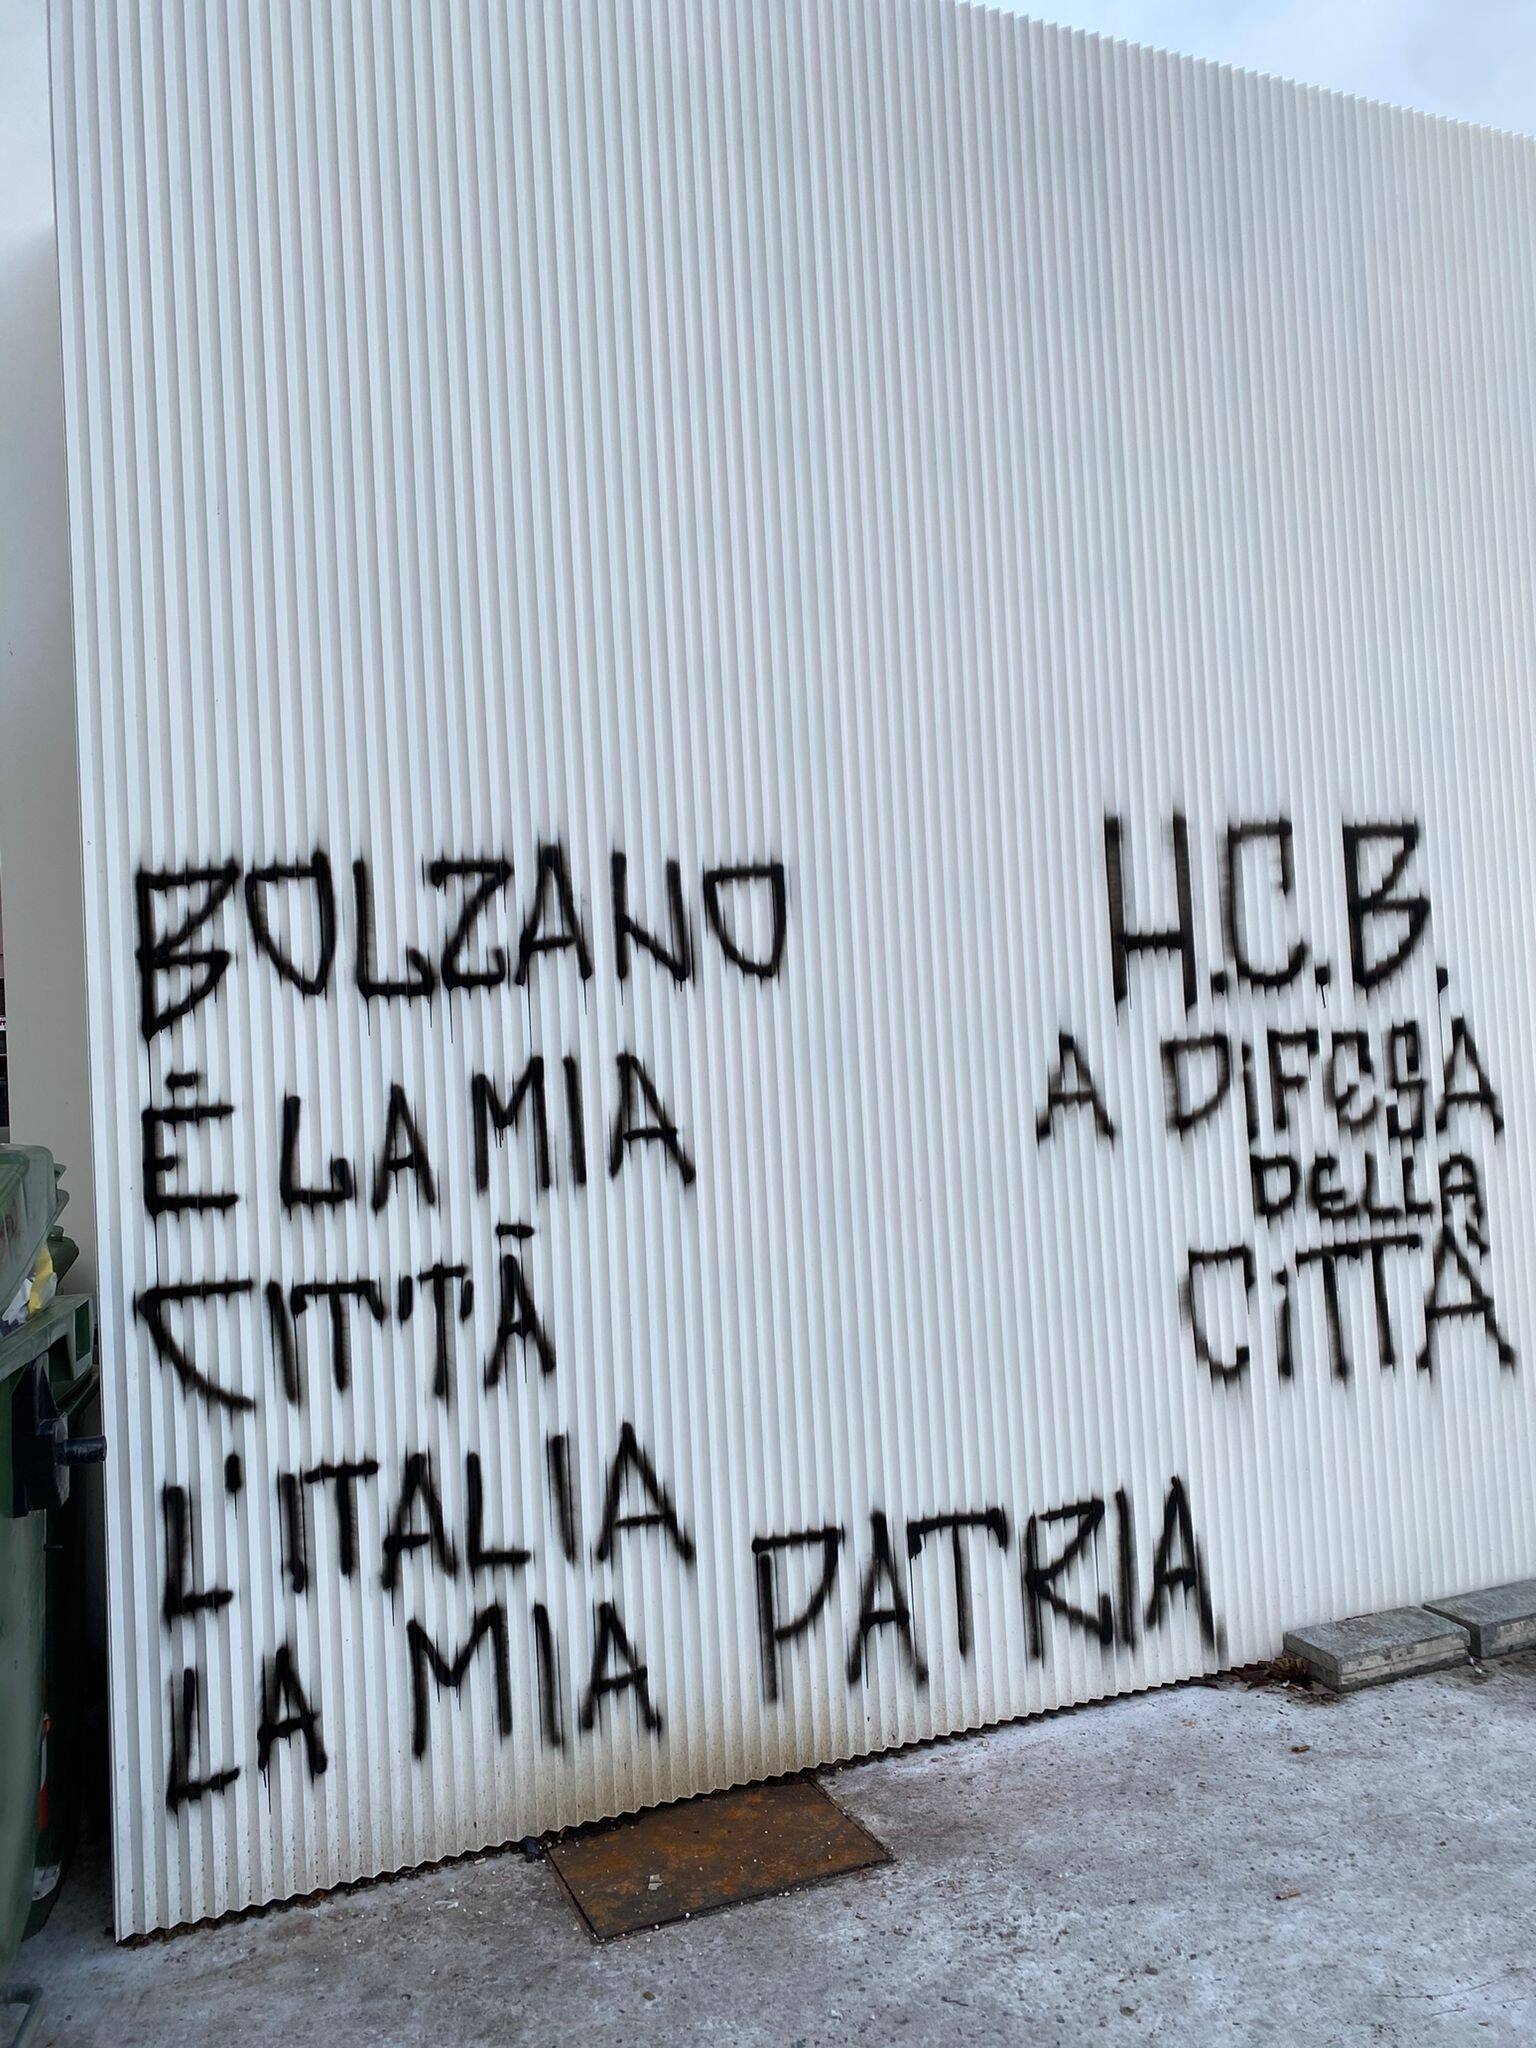 BOLZANO
È LA MIA
CITTÀ
L'ITALIA
LA MIA PATRIA
H.C.B.
A DiFESA
DELLA
CiTTÀ